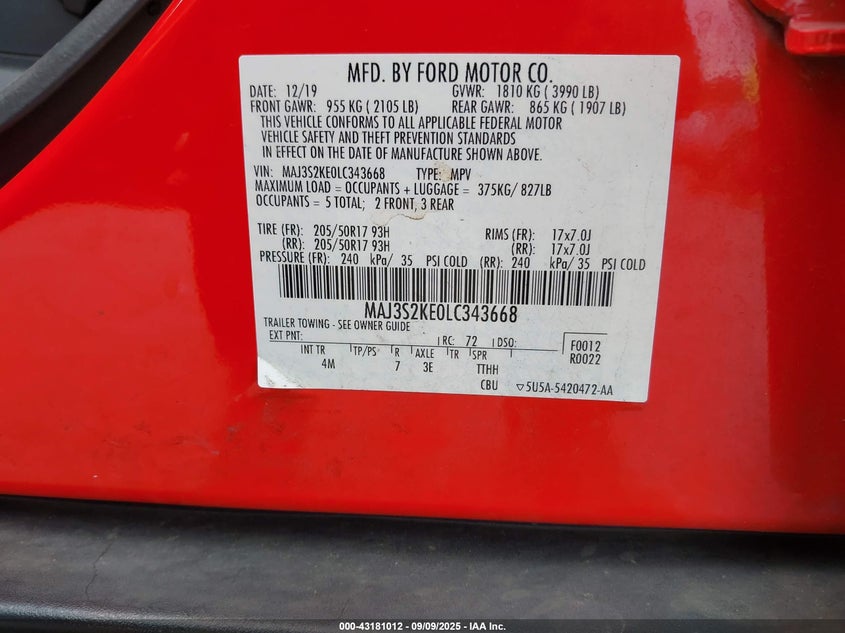 MFD. BY FORD MOTOR CO.
DATE: 12/19 GVWR: 1810 KG ( 3990 LB)
FRONT GAWR: 955 KG ( 2105 LB) REAR GAWR: 865 KG ( 1907 LB)
THIS VEHICLE CONFORMS TO ALL APPLICABLE FEDERAL MOTOR
VEHICLE SAFETY AND THEFT PREVENTION STANDARDS
IN EFFECT ON THE DATE OF MANUFACTURE SHOWN ABOVE.
VIN: MAJ3S2KE0LC343668 TYPE: MPV
MAXIMUM LOAD = OCCUPANTS + LUGGAGE = 375KG/ 827LB
OCCUPANTS = 5 TOTAL; 2 FRONT, 3 REAR
TIRE (FR): 205/50R17 93H RIMS (FR): 17x7.0J
(RR): 205/50R17 93H (RR): 17x7.0J
PRESSURE (FR): 240 kPa/ 35 PSI COLD (RR): 240 kPa/ 35 PSI COLD
MAJ3S2KE0LC343668
TRAILER TOWING - SEE OWNER GUIDE
EXT PNT: RC: 72 DSO: F0012
INT TR TP/PS R AXLE TR SPR R0022
4M 7 3E TTHH
CBU ▽5U5A-5420472-AA
000-43181012 - 09/09/2025 - IAA Inc.